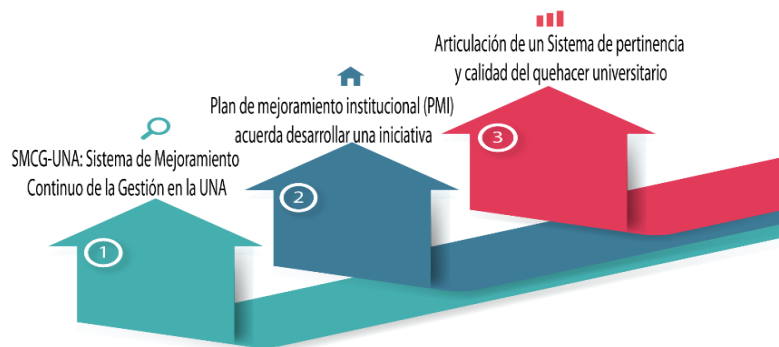 SMCG-UNA: Sistema de Mejoramiento
Continuo de la Gestión en la UNA
1
Plan de mejoramiento institucional (PMI)
acuerda desarrollar una iniciativa
2
Articulación de un Sistema de pertinencia
y calidad del quehacer universitario
3